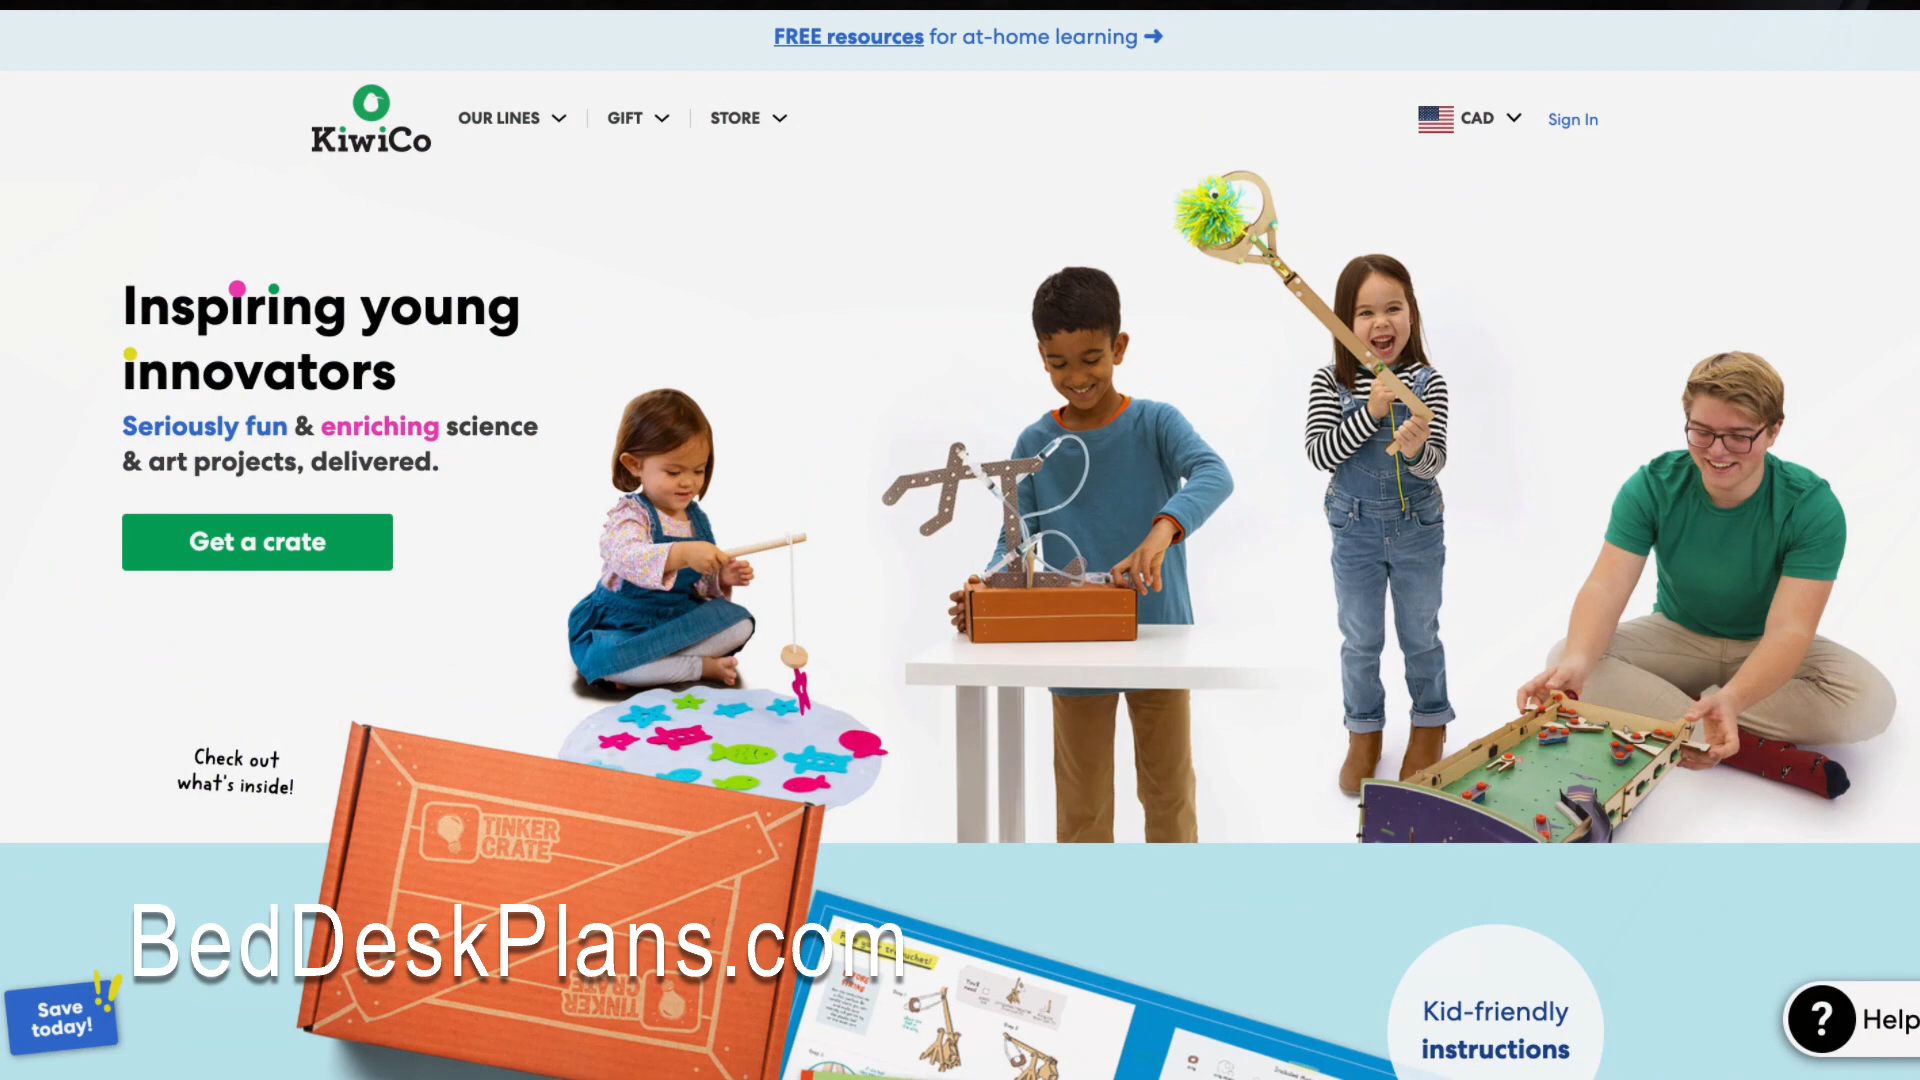 FREE resources for at-home learning ➔
KiwiCo
OUR LINES
GIFT
STORE
CAD
Sign In
Inspiring young
innovators
Seriously fun & enriching science
& art projects, delivered.
Get a crate
Check out
what's inside!
TINKER
CRATE
BedDeskPlans.com
TINKER
CRATE
Save
today!
Kid-friendly
instructions
? Help